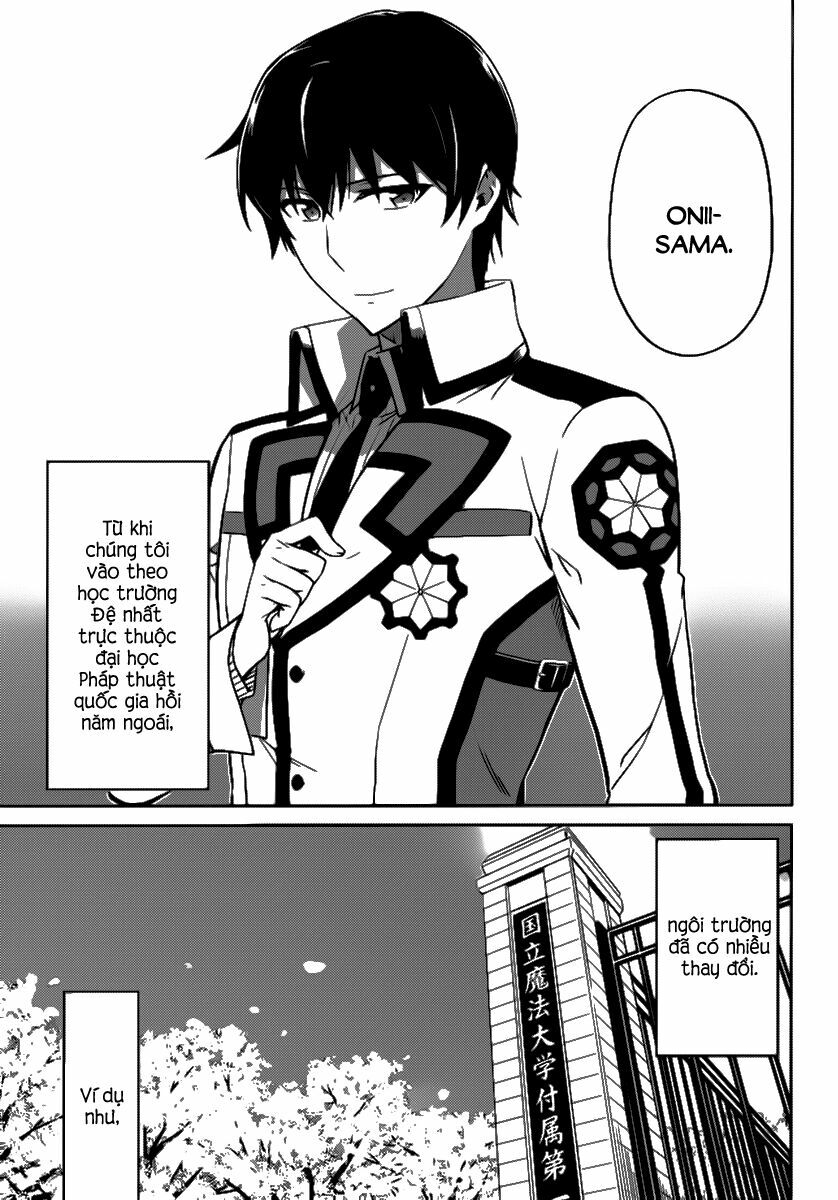 ONII-
SAMA.
Từ khi
chúng tôi
vào theo
học trường
Đệ nhất
trực thuộc
đại học
Pháp thuật
quốc gia hồi
năm ngoái,
ngôi trường
đã có nhiều
thay đổi.
国立魔法大学付属第一
Ví dụ
như,